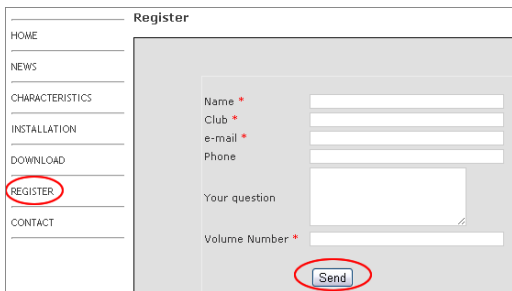 Register
HOME
NEWS
CHARACTERISTICS
INSTALLATION
DOWNLOAD
REGISTER
CONTACT
Name *
Club *
e-mail *
Phone
Your question
Volume Number *
Send